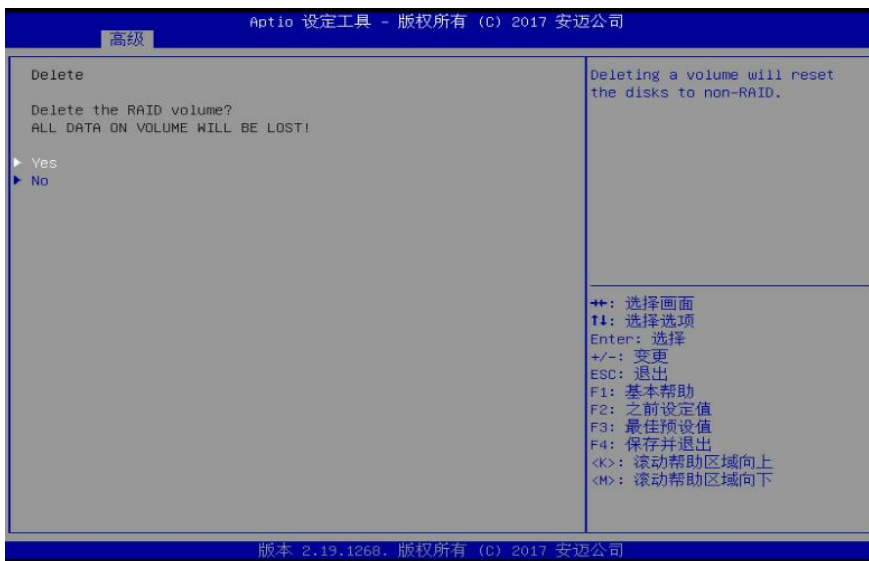 Aptio 设定工具 - 版权所有 (C) 2017 安迈公司
高级
Delete
Delete the RAID volume?
ALL DATA ON VOLUME WILL BE LOST!
Yes
No
Deleting a volume will reset
the disks to non-RAID.
→←: 选择画面
↑↓: 选择选项
Enter: 选择
+/-: 变更
ESC: 退出
F1: 基本帮助
F2: 之前设定值
F3: 最佳预设值
F4: 保存并退出
<K>: 滚动帮助区域向上
<M>: 滚动帮助区域向下
版本 2.19.1268. 版权所有 (C) 2017 安迈公司